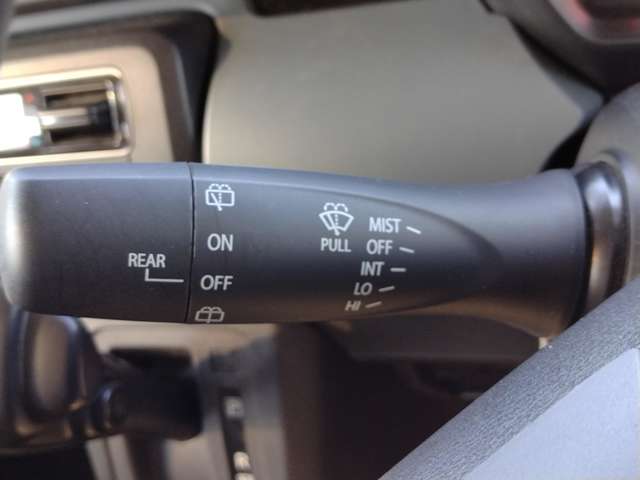 REAR
ON
OFF
PULL
MIST
OFF
INT
LO
HI
R